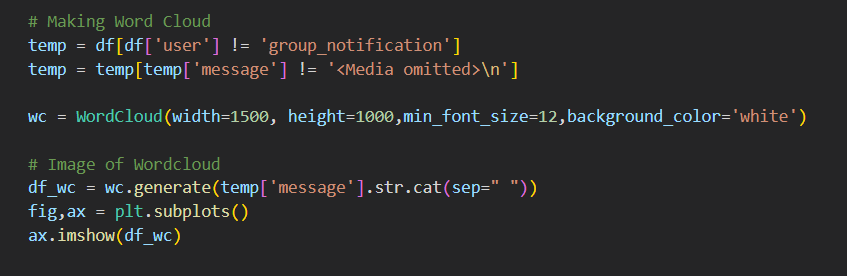 # Making Word Cloud
temp = df[df['user'] != 'group_notification']
temp = temp[temp['message'] != '<Media omitted>\n']
wc = WordCloud(width=1500, height=1000,min_font_size=12,background_color='white')
# Image of Wordcloud
df_wc = wc.generate(temp['message'].str.cat(sep=" "))
fig,ax = plt.subplots()
ax.imshow(df_wc)